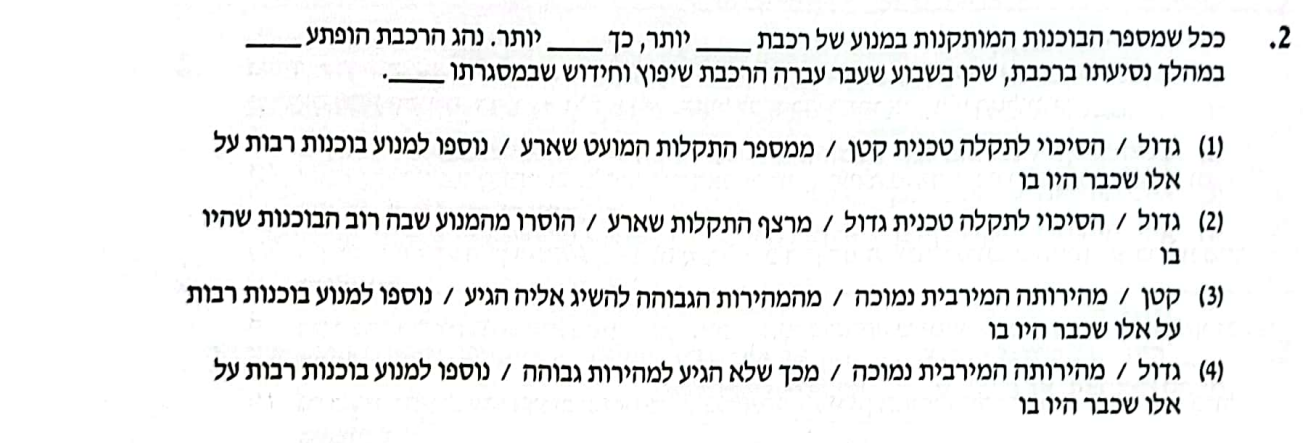 2. ככל שמספר הבוכנות המותקנות במנוע של רכבת ____ יותר, כך ____ יותר. נהג הרכבת הופתע ____
במהלך נסיעתו ברכבת, שכן בשבוע שעבר עברה הרכבת שיפוץ וחידוש שבמסגרתו ____.
(1) גדול / הסיכוי לתקלה טכנית קטן / ממספר התקלות המועט שארע / נוספו למנוע בוכנות רבות על
אלו שכבר היו בו
(2) גדול / הסיכוי לתקלה טכנית גדול / מרצף התקלות שארע / הוסרו מהמנוע שבה רוב הבוכנות שהיו
בו
(3) קטן / מהירותה המירבית נמוכה / מהמהירות הגבוהה להשיג אליה הגיע / נוספו למנוע בוכנות רבות
על אלו שכבר היו בו
(4) גדול / מהירותה המירבית נמוכה / מכך שלא הגיע למהירות גבוהה / נוספו למנוע בוכנות רבות על
אלו שכבר היו בו